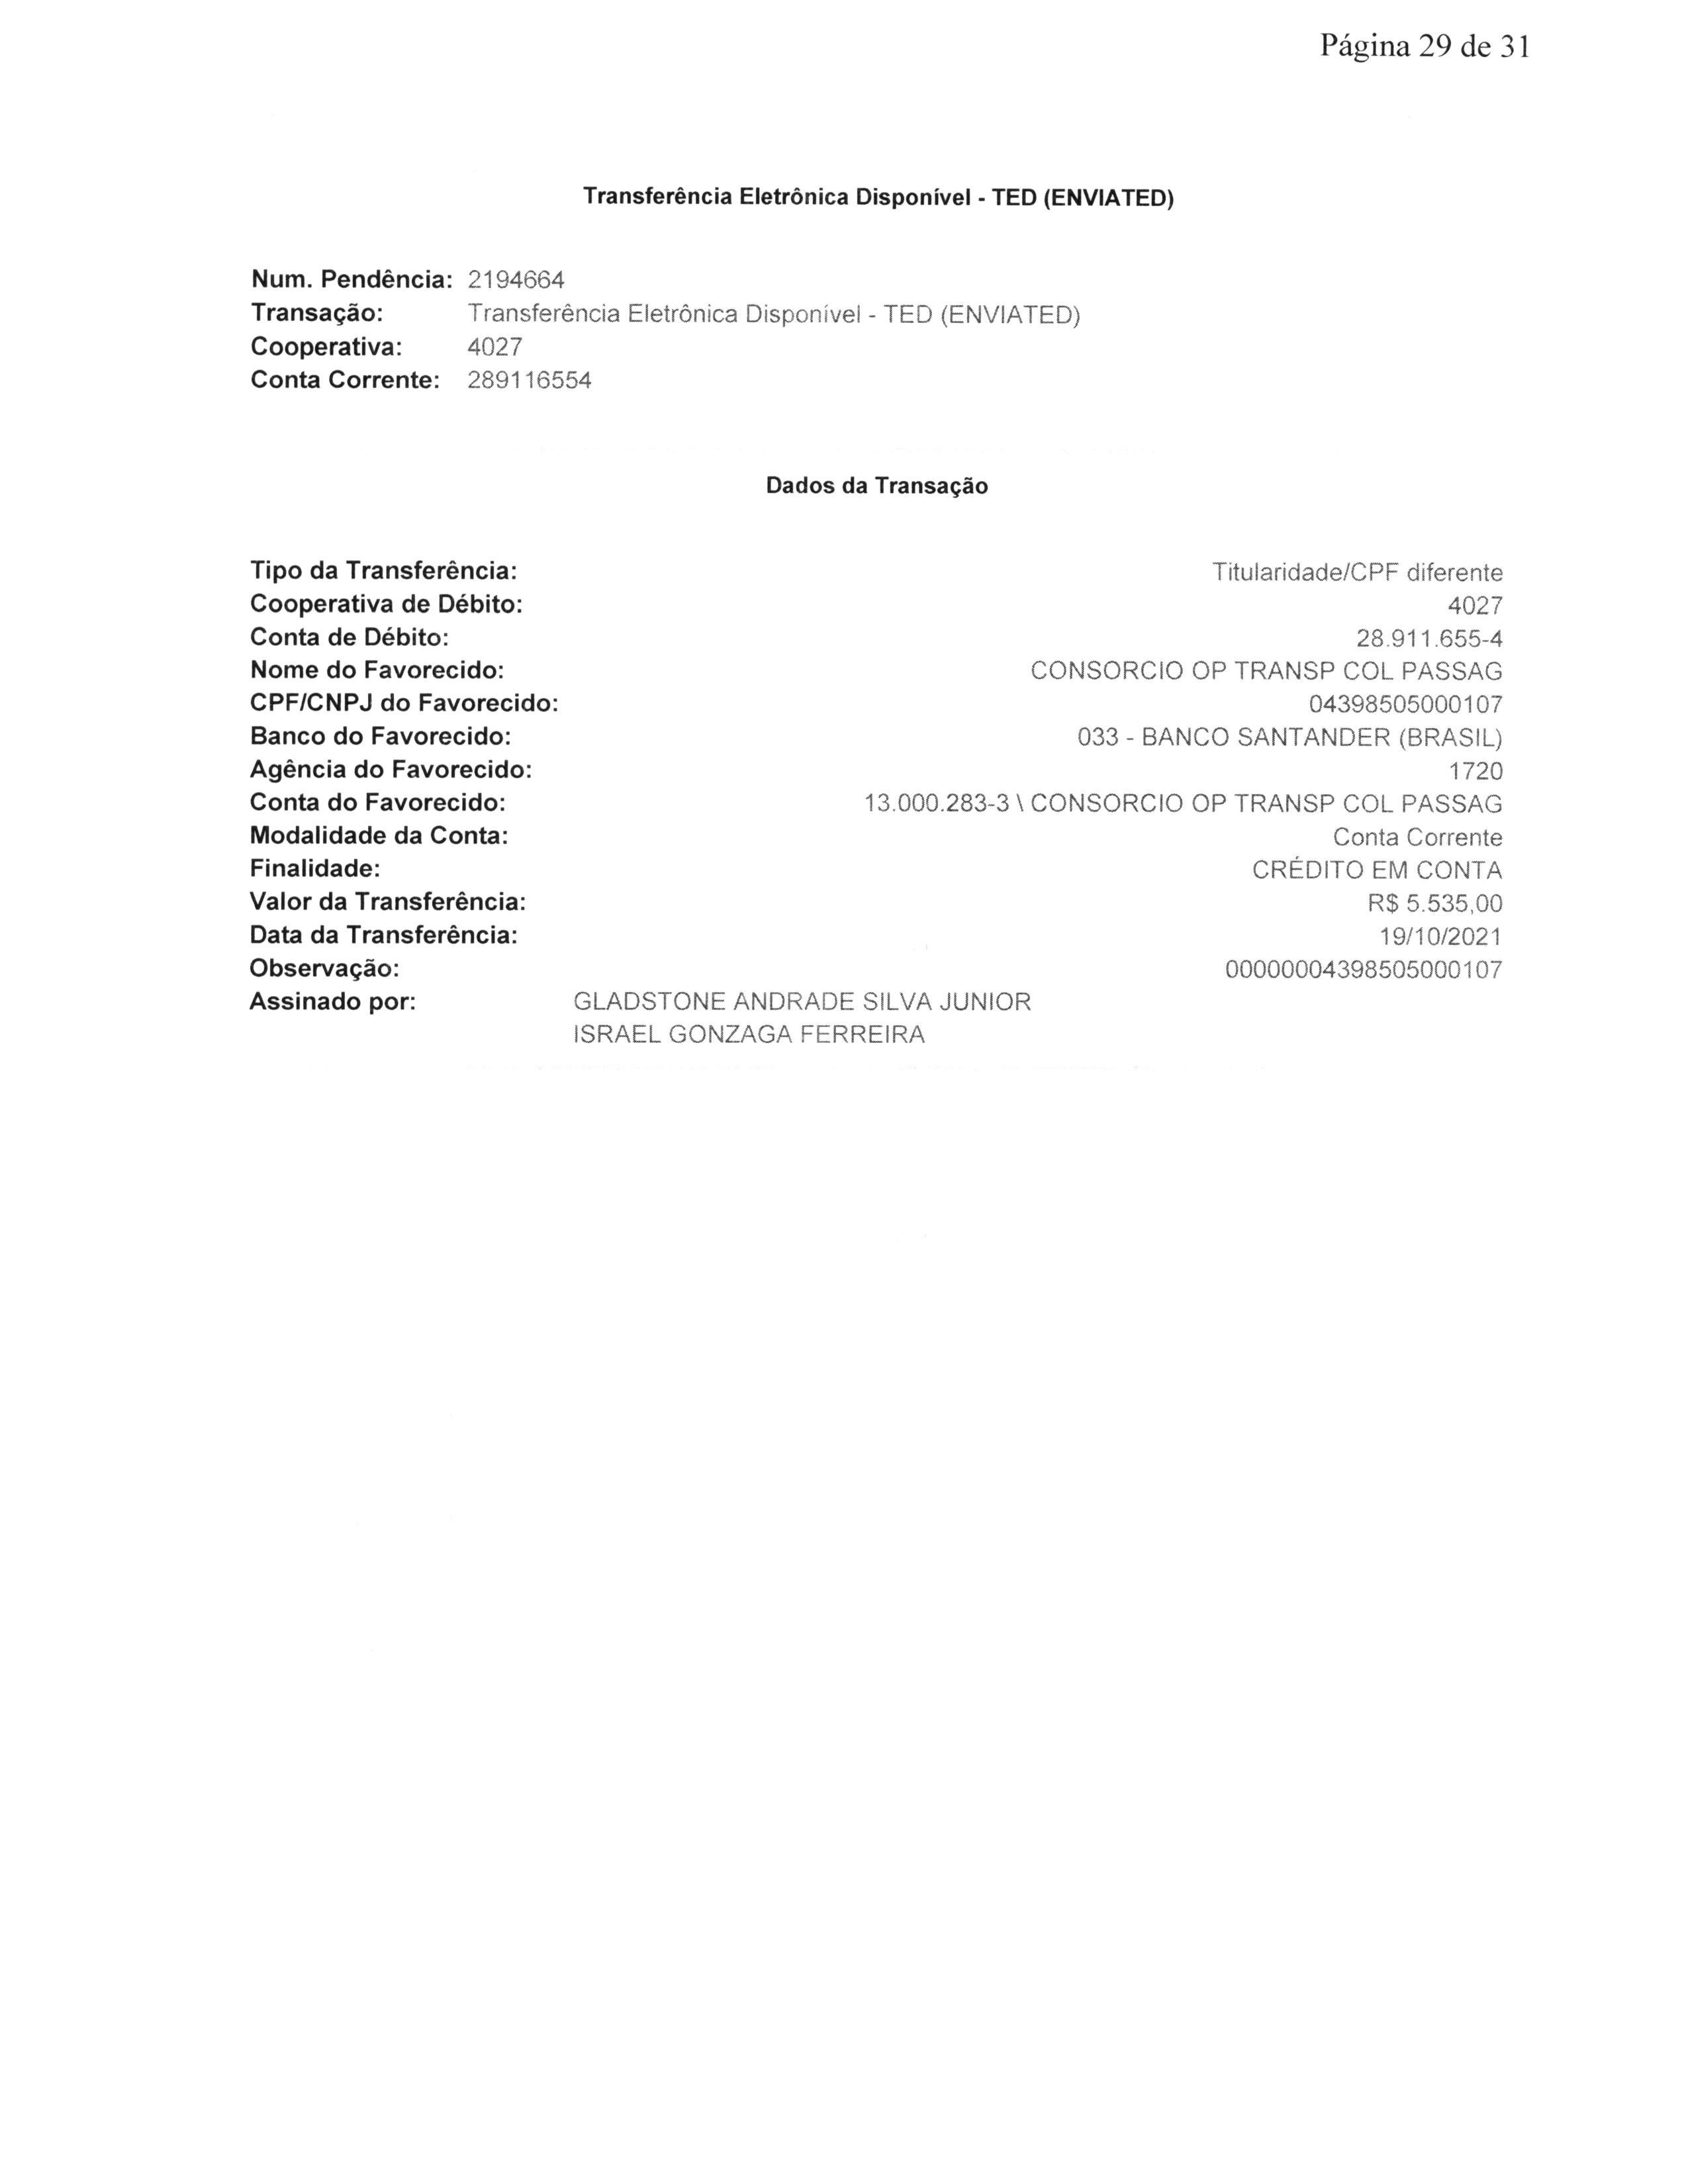 Página 29 de 31
Transferência Eletrônica Disponível - TED (ENVIATED)
Num. Pendência: 2194664
Transação: Transferência Eletrônica Disponível - TED (ENVIATED)
Cooperativa: 4027
Conta Corrente: 289116554
Dados da Transação
Tipo da Transferência: Titularidade/CPF diferente
Cooperativa de Débito: 4027
Conta de Débito: 28.911.655-4
Nome do Favorecido: CONSORCIO OP TRANSP COL PASSAG
CPF/CNPJ do Favorecido: 04398505000107
Banco do Favorecido: 033 - BANCO SANTANDER (BRASIL)
Agência do Favorecido: 1720
Conta do Favorecido: 13.000.283-3 \ CONSORCIO OP TRANSP COL PASSAG
Modalidade da Conta: Conta Corrente
Finalidade: CRÉDITO EM CONTA
Valor da Transferência: R$ 5.535,00
Data da Transferência: 19/10/2021
Observação: 00000004398505000107
Assinado por: GLADSTONE ANDRADE SILVA JUNIOR
ISRAEL GONZAGA FERREIRA